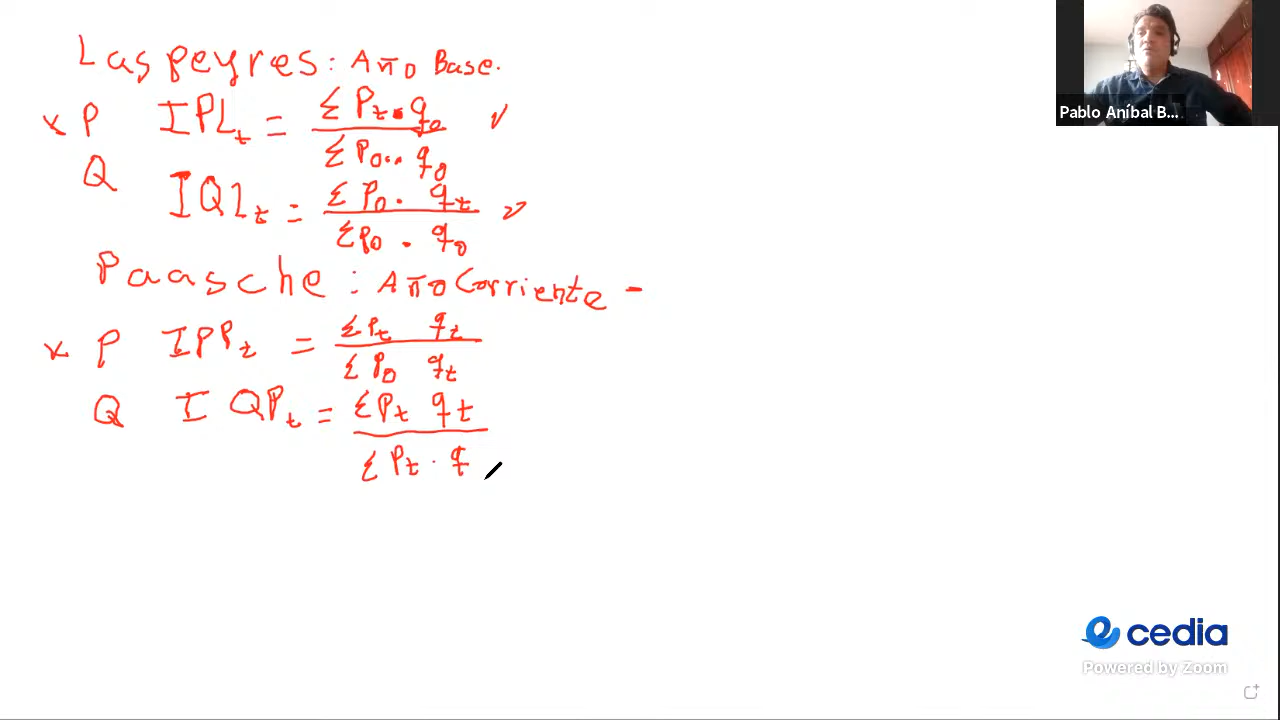 Laspeyres: Año Base.
x P IPL_t = Σ P_t · q_0 / Σ P_0 · q_0 ✓
Q IQL_t = Σ P_0 · q_t / Σ P_0 · q_0 ✓
Paasche: Año Corriente -
x P IPP_t = Σ P_t q_t / Σ P_0 q_t
Q IQP_t = Σ P_t q_t / Σ P_t · q
Pablo Aníbal B...
cedia
Powered by Zoom